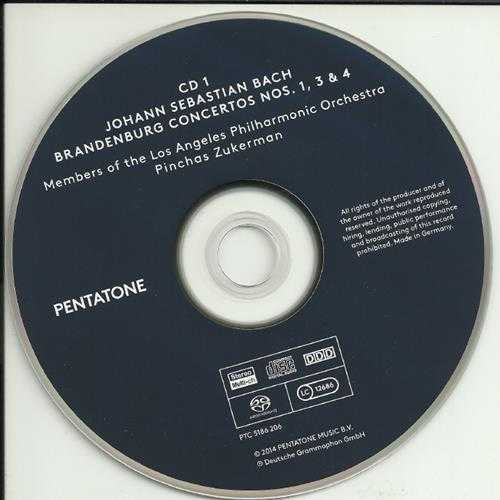 CD 1
JOHANN SEBASTIAN BACH
BRANDENBURG CONCERTOS NOS. 1, 3 & 4
Members of the Los Angeles Philharmonic Orchestra
Pinchas Zukerman
All rights of the producer and of
the owner of the work reproduced
reserved. Unauthorised copying,
hiring, lending, public performance
and broadcasting of this record
prohibited. Made in Germany.
PENTATONE
Stereo
Multi-ch
disc
DDD
LC 12686
PTC 5186 206
© 2014 PENTATONE MUSIC B.V.
℗ Deutsche Grammophon GmbH